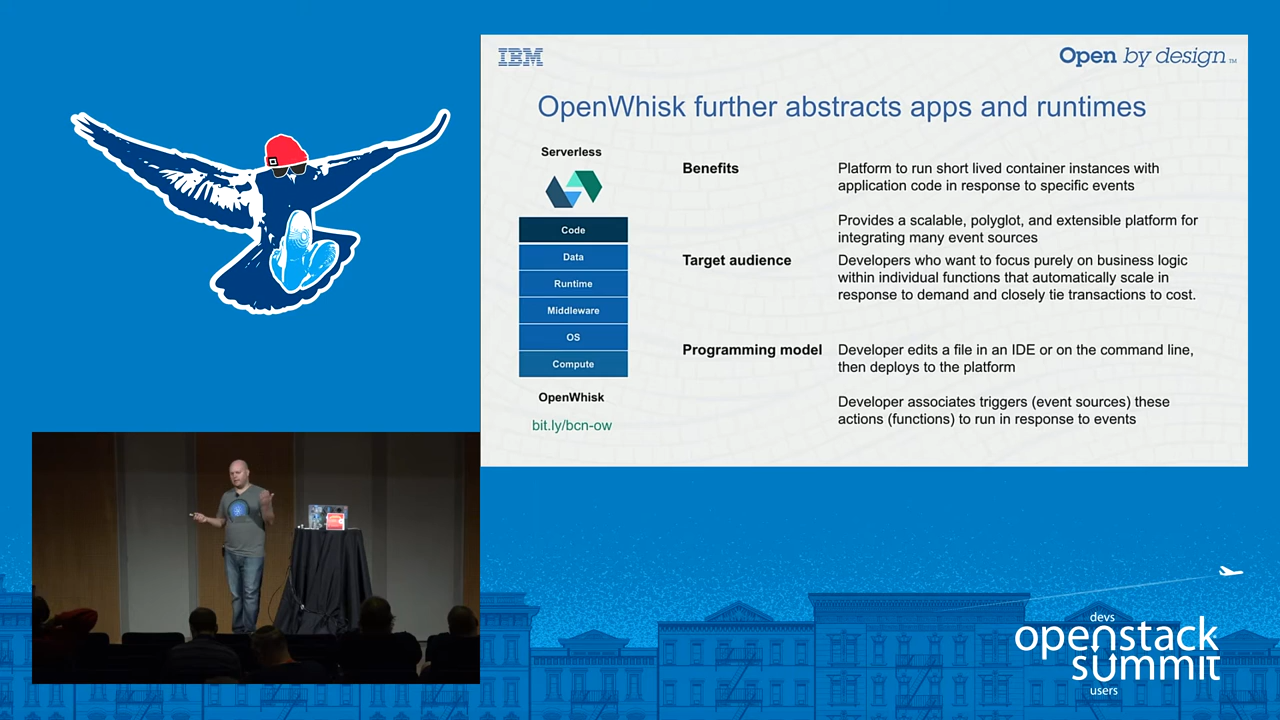 IBM
Open by design™
OpenWhisk further abstracts apps and runtimes
Serverless
Code
Data
Runtime
Middleware
OS
Compute
OpenWhisk
bit.ly/bcn-ow
Benefits
Platform to run short lived container instances with
application code in response to specific events
Provides a scalable, polyglot, and extensible platform for
integrating many event sources
Target audience
Developers who want to focus purely on business logic
within individual functions that automatically scale in
response to demand and closely tie transactions to cost.
Programming model
Developer edits a file in an IDE or on the command line,
then deploys to the platform
Developer associates triggers (event sources) these
actions (functions) to run in response to events
devs
openstack
summit
users